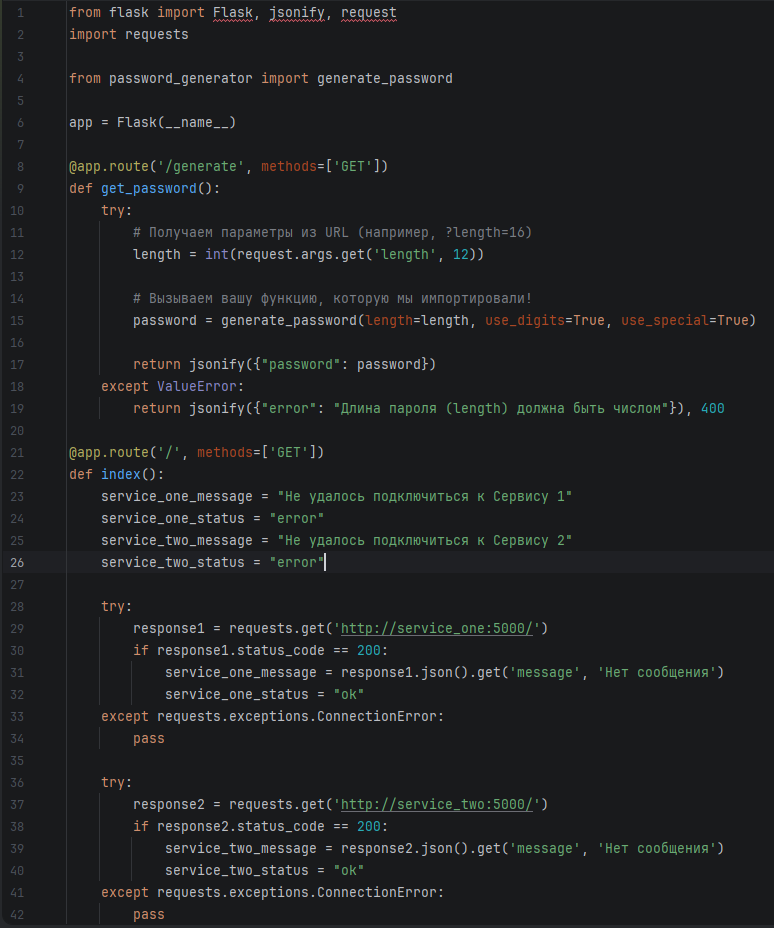 1 from flask import Flask, jsonify, request
2 import requests
3
4 from password_generator import generate_password
5
6 app = Flask(__name__)
7
8 @app.route('/generate', methods=['GET'])
9 def get_password():
10     try:
11         # Получаем параметры из URL (например, ?length=16)
12         length = int(request.args.get('length', 12))
13
14         # Вызываем вашу функцию, которую мы импортировали!
15         password = generate_password(length=length, use_digits=True, use_special=True)
16
17         return jsonify({"password": password})
18     except ValueError:
19         return jsonify({"error": "Длина пароля (length) должна быть числом"}), 400
20
21 @app.route('/', methods=['GET'])
22 def index():
23     service_one_message = "Не удалось подключиться к Сервису 1"
24     service_one_status = "error"
25     service_two_message = "Не удалось подключиться к Сервису 2"
26     service_two_status = "error"
27
28     try:
29         response1 = requests.get('http://service_one:5000/')
30         if response1.status_code == 200:
31             service_one_message = response1.json().get('message', 'Нет сообщения')
32             service_one_status = "ok"
33     except requests.exceptions.ConnectionError:
34         pass
35
36     try:
37         response2 = requests.get('http://service_two:5000/')
38         if response2.status_code == 200:
39             service_two_message = response2.json().get('message', 'Нет сообщения')
40             service_two_status = "ok"
41     except requests.exceptions.ConnectionError:
42         pass